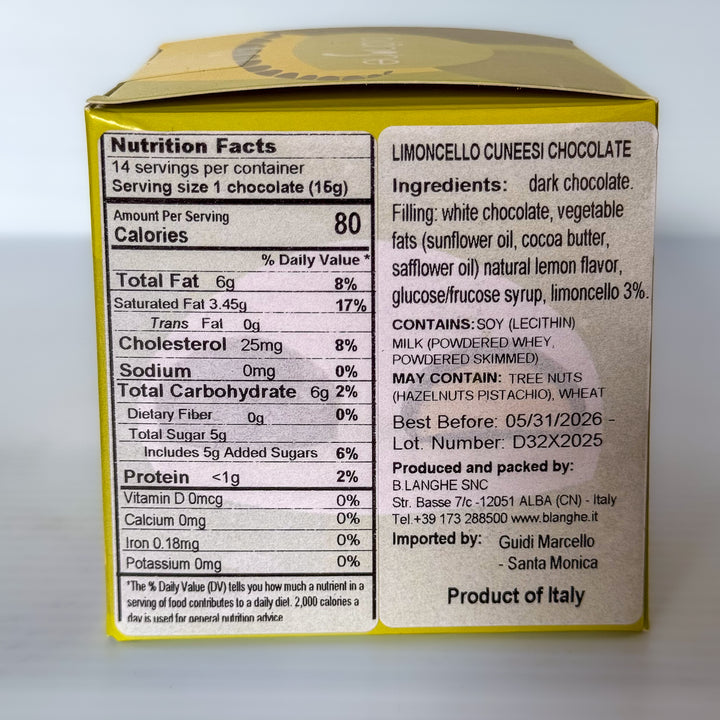 Nutrition Facts
14 servings per container
Serving size 1 chocolate (15g)
Amount Per Serving
Calories 80
% Daily Value *
Total Fat 6g 8%
Saturated Fat 3.45g 17%
Trans Fat 0g
Cholesterol 25mg 8%
Sodium 0mg 0%
Total Carbohydrate 6g 2%
Dietary Fiber 0g 0%
Total Sugar 5g
Includes 5g Added Sugars 6%
Protein <1g 2%
Vitamin D 0mcg 0%
Calcium 0mg 0%
Iron 0.18mg 0%
Potassium 0mg 0%
*The % Daily Value (DV) tells you how much a nutrient in a
serving of food contributes to a daily diet. 2,000 calories a
day is used for general nutrition advice
LIMONCELLO CUNEESI CHOCOLATE
Ingredients: dark chocolate.
Filling: white chocolate, vegetable
fats (sunflower oil, cocoa butter,
safflower oil) natural lemon flavor,
glucose/frucose syrup, limoncello 3%.
CONTAINS: SOY (LECITHIN)
MILK (POWDERED WHEY,
POWDERED SKIMMED)
MAY CONTAIN: TREE NUTS
(HAZELNUTS PISTACHIO), WHEAT
Best Before: 05/31/2026 -
Lot. Number: D32X2025
Produced and packed by:
B.LANGHE SNC
Str. Basse 7/c -12051 ALBA (CN) - Italy
Tel.+39 173 288500 www.blanghe.it
Imported by: Guidi Marcello
- Santa Monica
Product of Italy